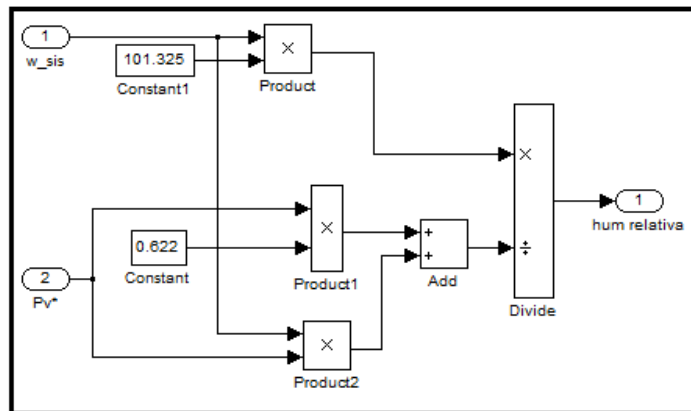 1
w_sis
101.325
Constant1
×
Product
×
÷
Divide
1
hum relativa
×
Product1
0.622
Constant
+
+
Add
2
Pv*
×
Product2